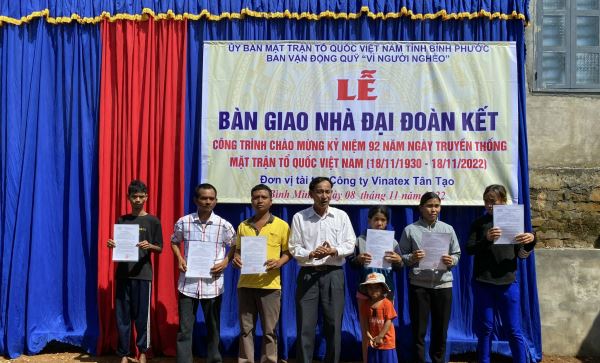 ỦY BAN MẶT TRẬN TỔ QUỐC VIỆT NAM TỈNH BÌNH PHƯỚC
BAN VẬN ĐỘNG QUỸ "VÌ NGƯỜI NGHÈO"
LỄ
BÀN GIAO NHÀ ĐẠI ĐOÀN KẾT
CÔNG TRÌNH CHÀO MỪNG KỶ NIỆM 92 NĂM NGÀY TRUYỀN THỐNG
MẶT TRẬN TỔ QUỐC VIỆT NAM (18/11/1930 - 18/11/2022)
Đơn vị tài Công ty Vinatex Tân Tạo
Bình Minh 08 - 11 năm